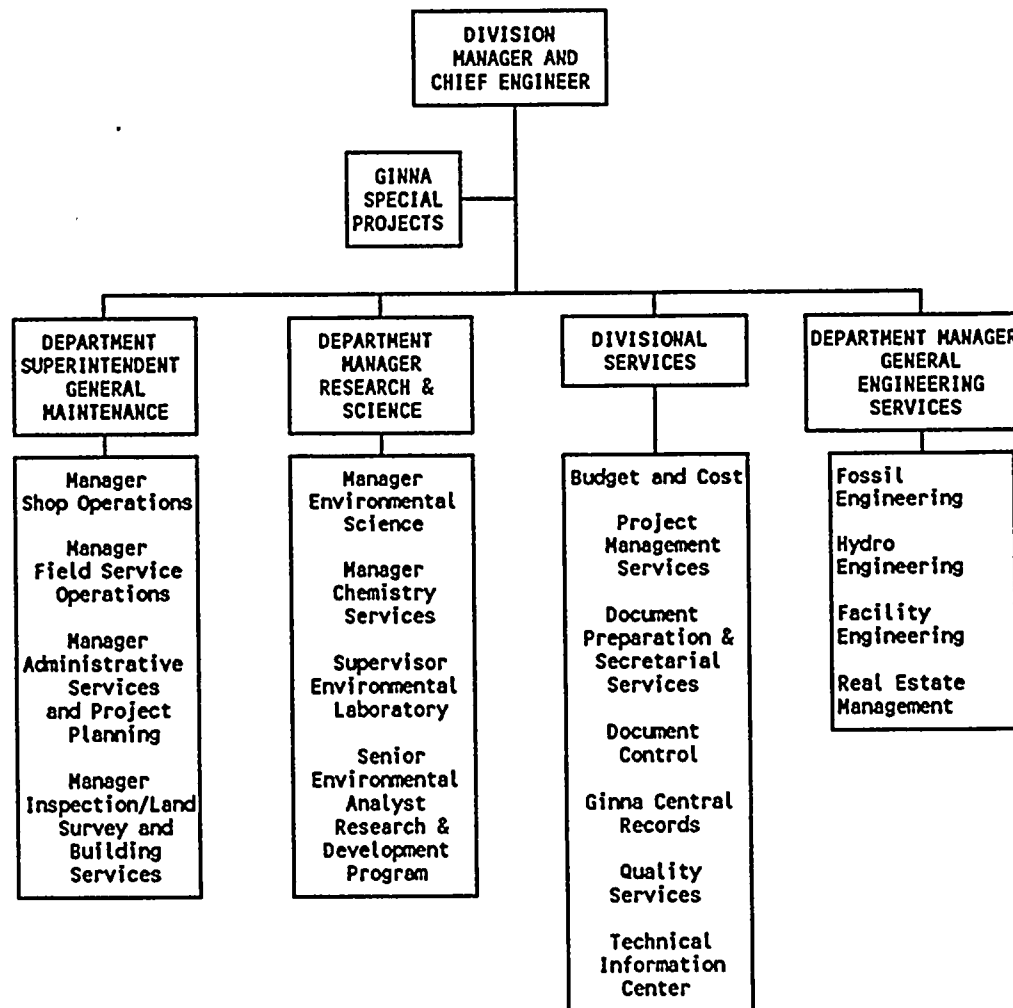 DIVISION
MANAGER AND
CHIEF ENGINEER
GINNA
SPECIAL
PROJECTS
DEPARTMENT
SUPERINTENDENT
GENERAL
MAINTENANCE
DEPARTMENT
MANAGER
RESEARCH &
SCIENCE
DIVISIONAL
SERVICES
DEPARTMENT MANAGER
GENERAL
ENGINEERING
SERVICES
Manager
Shop Operations
Manager
Field Service
Operations
Manager
Administrative
Services
and Project
Planning
Manager
Inspection/Land
Survey and
Building
Services
Manager
Environmental
Science
Manager
Chemistry
Services
Supervisor
Environmental
Laboratory
Senior
Environmental
Analyst
Research &
Development
Program
Budget and Cost
Project
Management
Services
Document
Preparation &
Secretarial
Services
Document
Control
Ginna Central
Records
Quality
Services
Technical
Information
Center
Fossil
Engineering
Hydro
Engineering
Facility
Engineering
Real Estate
Management